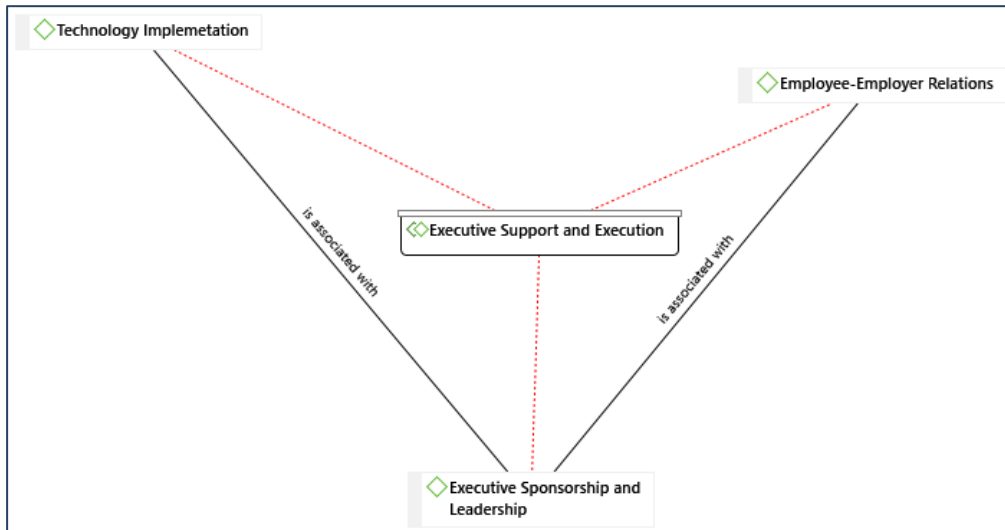 Technology Implemetation
Employee-Employer Relations
Executive Support and Execution
is associated with
is associated with
Executive Sponsorship and
Leadership